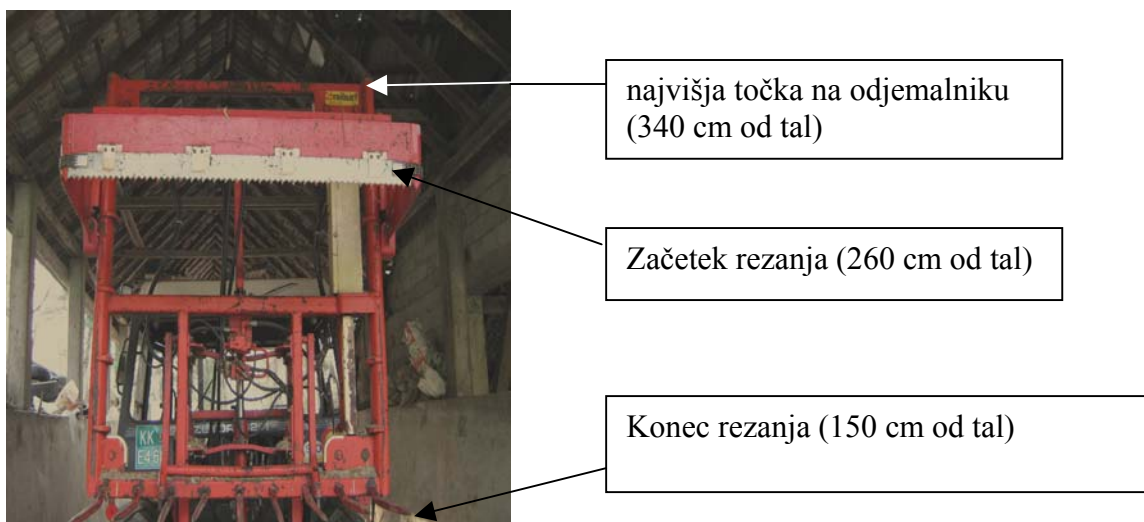 najvišja točka na odjemalniku
(340 cm od tal)
Začetek rezanja (260 cm od tal)
Konec rezanja (150 cm od tal)
KK